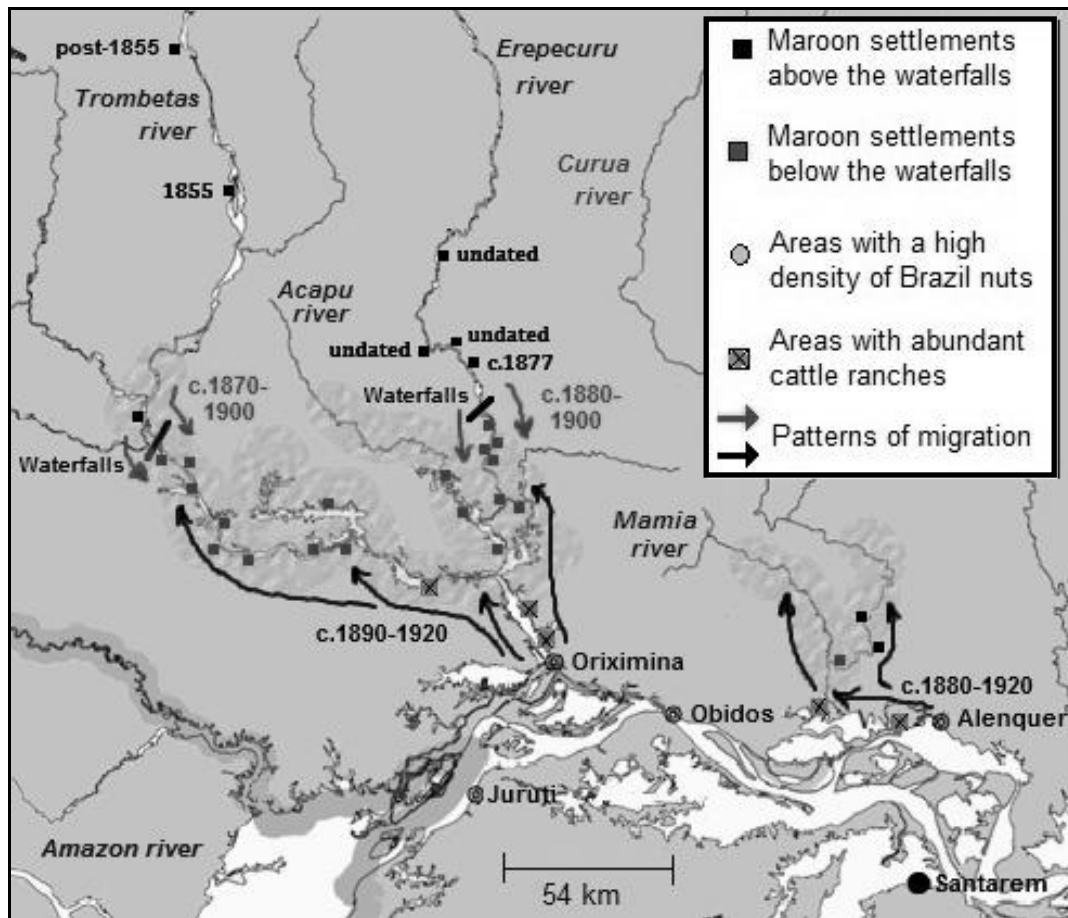 post-1855
Trombetas
river
1855
Erepecuru
river
Curua
river
undated
Acapu
river
undated
undated
c.1877
Waterfalls
c.1870-
1900
c.1880-
1900
Waterfalls
Mamia
river
c.1890-1920
Oriximina
c.1880-1920
Obidos
Alenquer
Juruti
Amazon river
54 km
Santarem
Maroon settlements
above the waterfalls
Maroon settlements
below the waterfalls
Areas with a high
density of Brazil nuts
Areas with abundant
cattle ranches
Patterns of migration